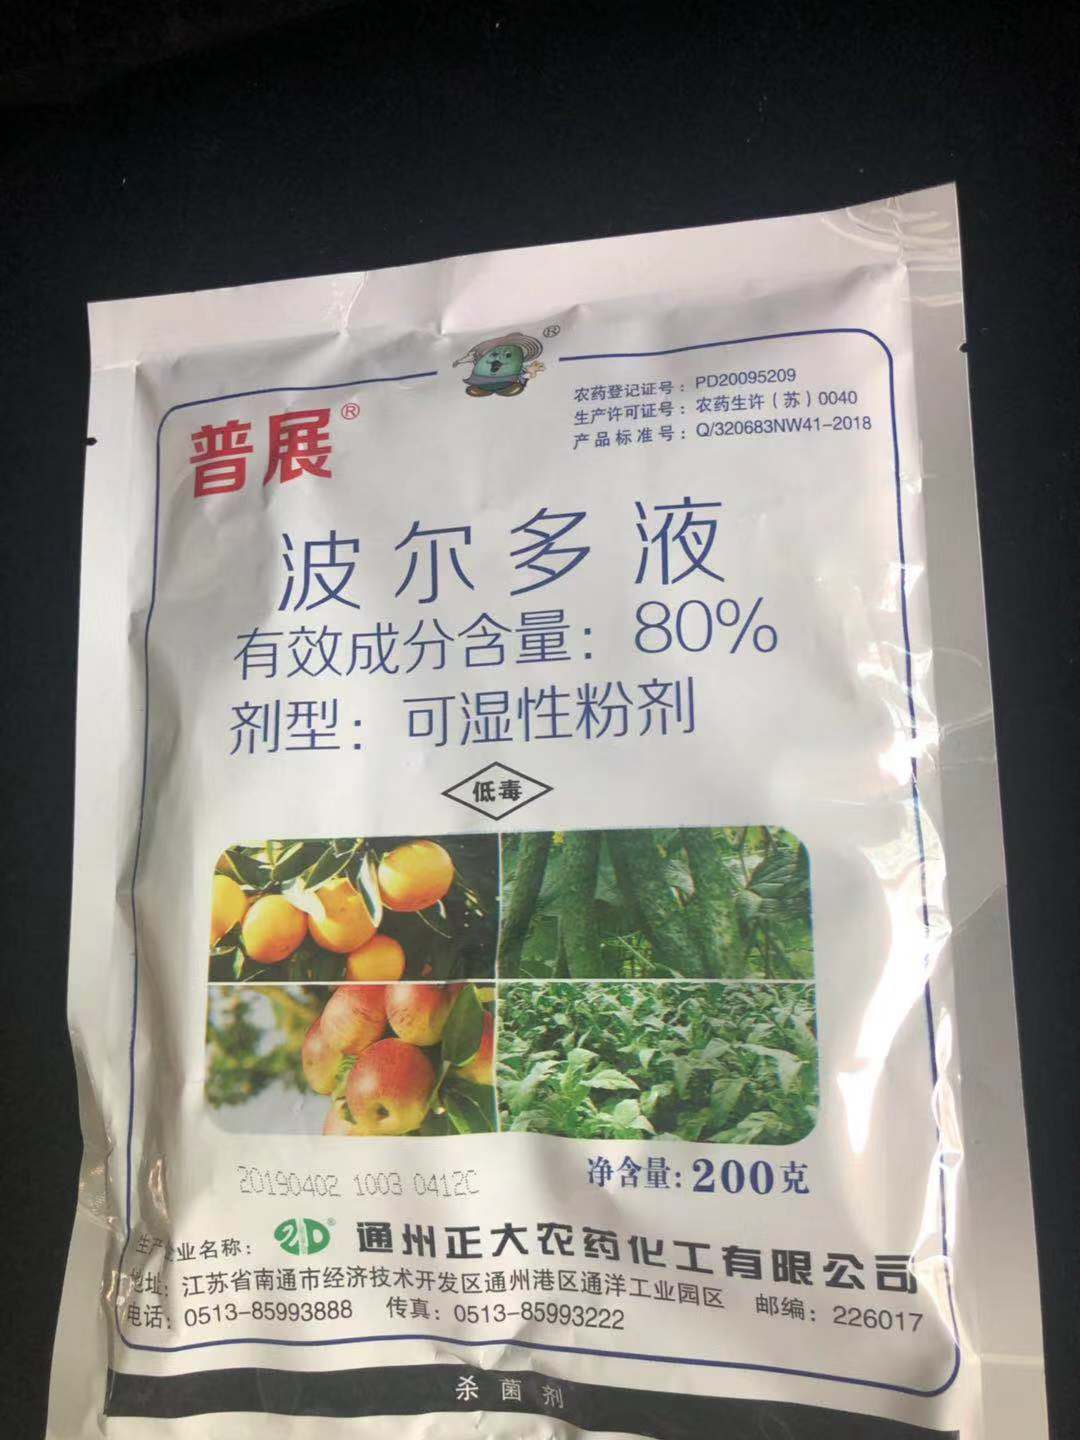 ®
农药登记证号：PD20095209
生产许可证号：农药生许（苏）0040
产品标准号：Q/320683NW41-2018
普展®
波尔多液
有效成分含量：80%
剂型：可湿性粉剂
低毒
净含量:200克
20190402 1003 0412C
生产企业名称： ® 通州正大农药化工有限公司
地址：江苏省南通市经济技术开发区通州港区通洋工业园区 邮编：226017
电话：0513-85993888 传真：0513-85993222
杀菌剂